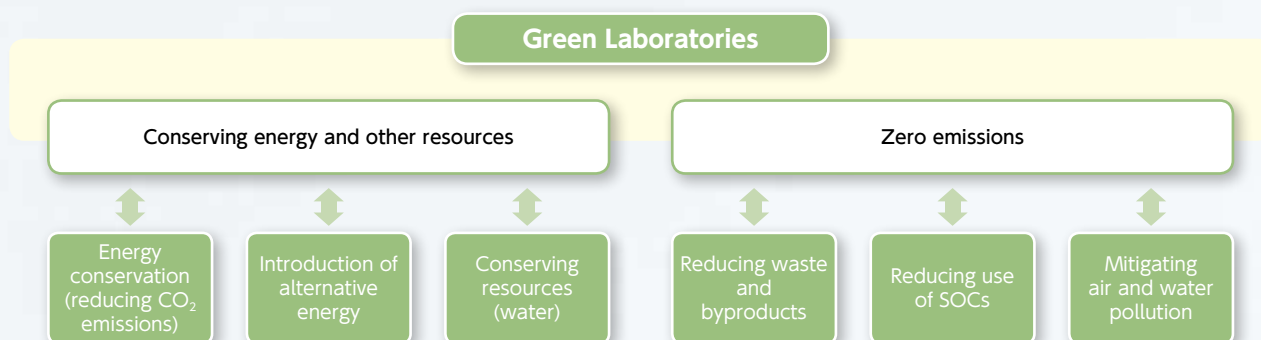 Green Laboratories
Conserving energy and other resources
Zero emissions
Energy
conservation
(reducing CO₂
emissions)
Introduction of
alternative
energy
Conserving
resources
(water)
Reducing waste
and
byproducts
Reducing use
of SOCs
Mitigating
air and water
pollution